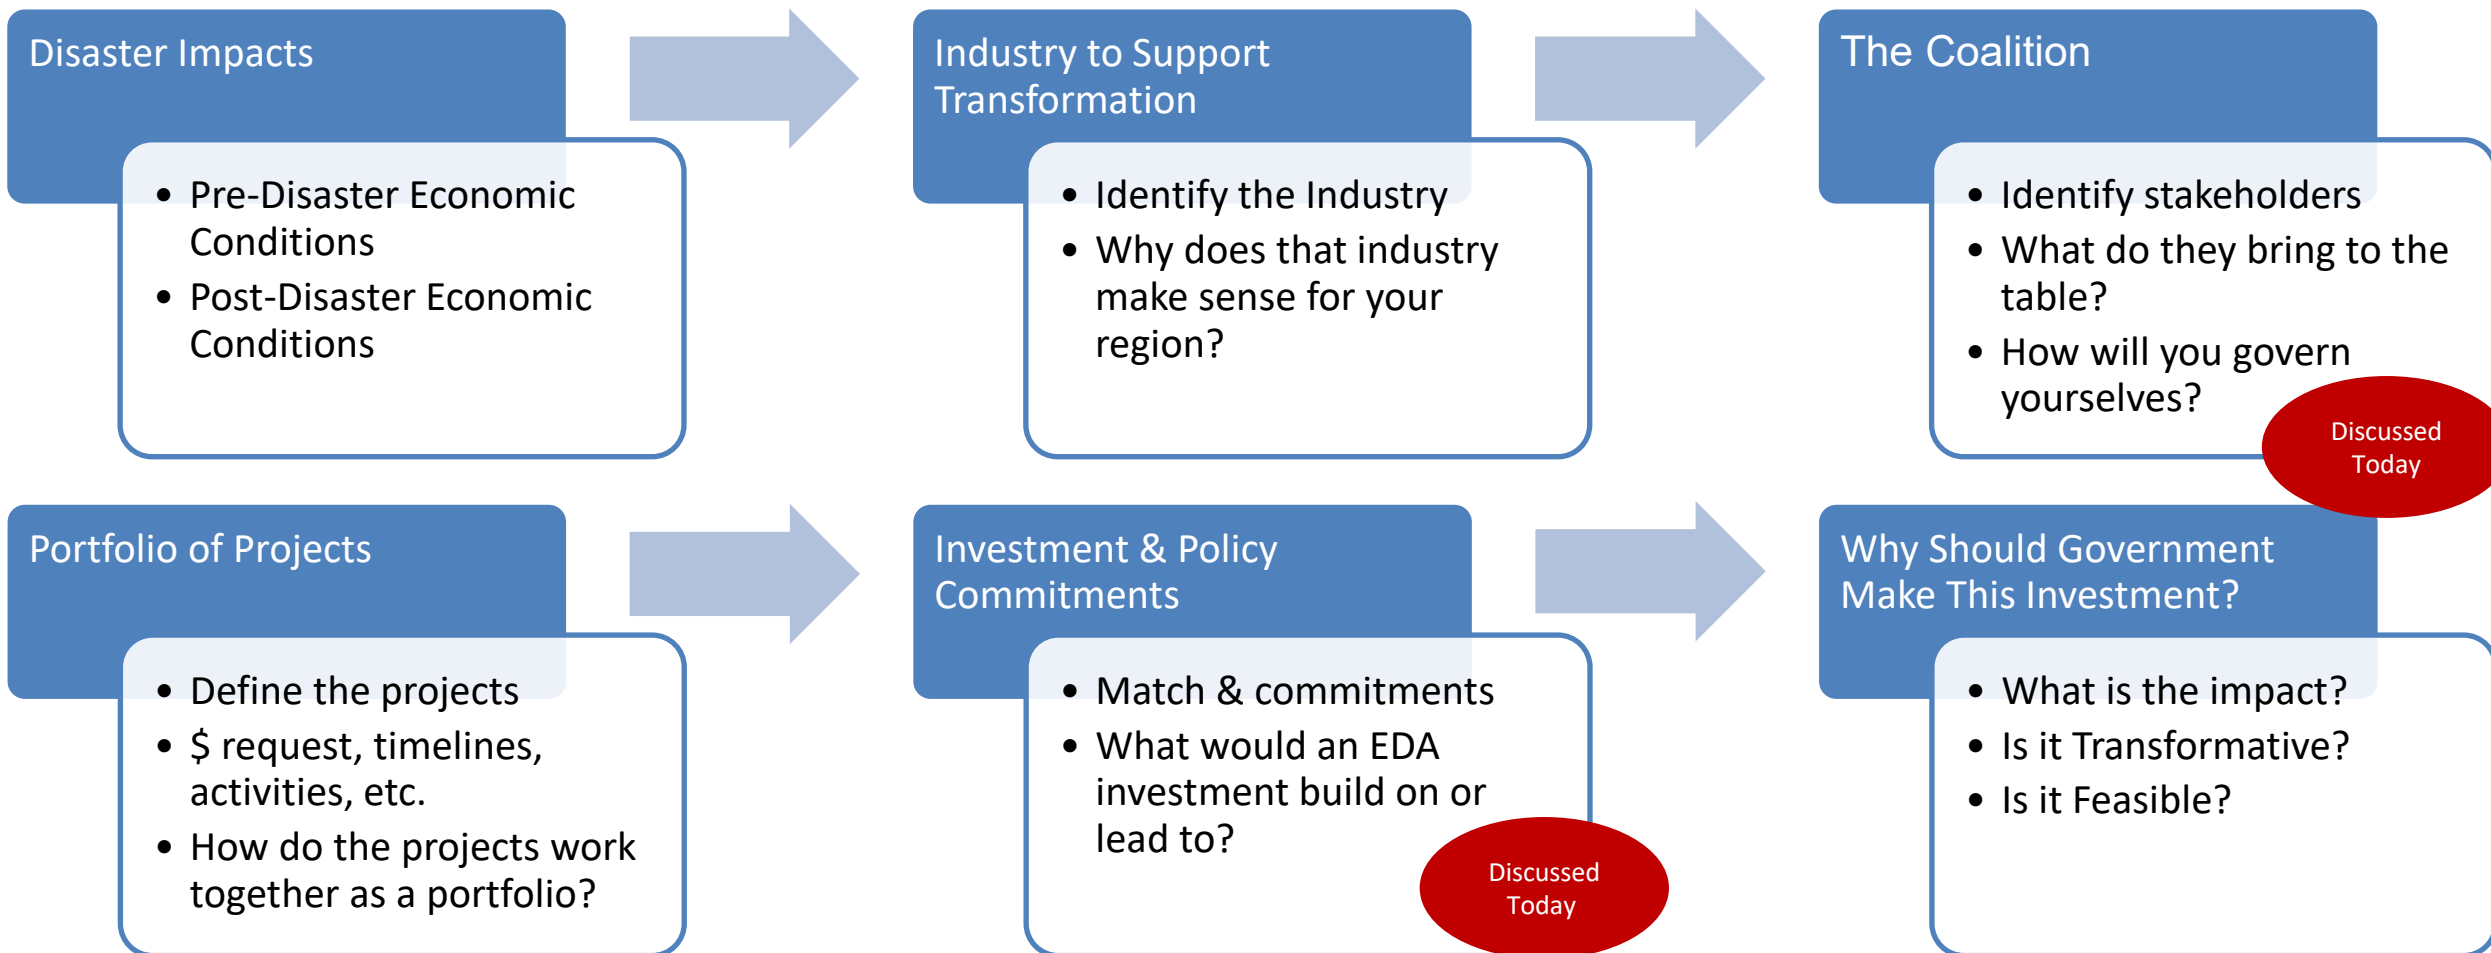 Disaster Impacts
• Pre-Disaster Economic
Conditions
• Post-Disaster Economic
Conditions
Industry to Support
Transformation
• Identify the Industry
• Why does that industry
make sense for your
region?
The Coalition
• Identify stakeholders
• What do they bring to the
table?
• How will you govern
yourselves?
Discussed
Today
Portfolio of Projects
• Define the projects
• $ request, timelines,
activities, etc.
• How do the projects work
together as a portfolio?
Investment & Policy
Commitments
• Match & commitments
• What would an EDA
investment build on or
lead to?
Discussed
Today
Why Should Government
Make This Investment?
• What is the impact?
• Is it Transformative?
• Is it Feasible?